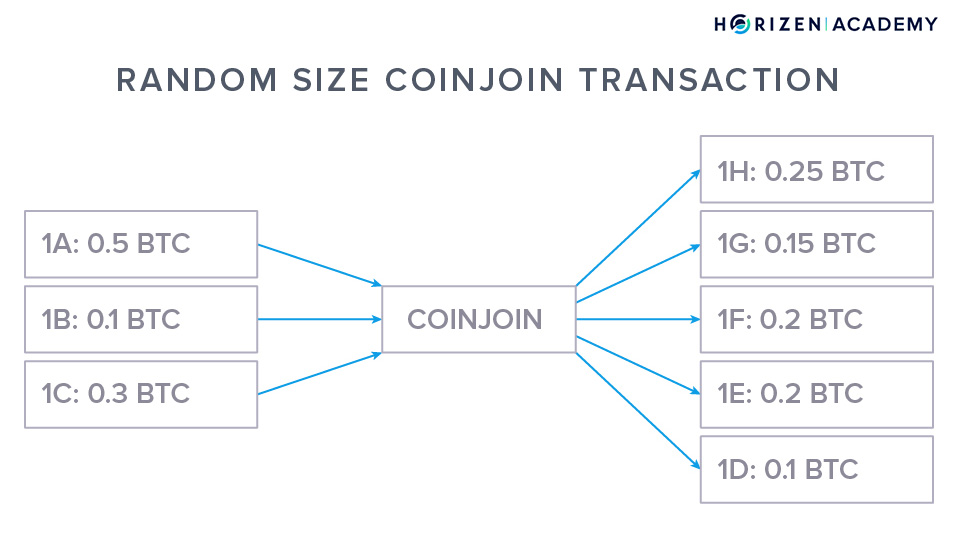 HORIZEN ACADEMY
RANDOM SIZE COINJOIN TRANSACTION
1A: 0.5 BTC
1B: 0.1 BTC
1C: 0.3 BTC
COINJOIN
1H: 0.25 BTC
1G: 0.15 BTC
1F: 0.2 BTC
1E: 0.2 BTC
1D: 0.1 BTC